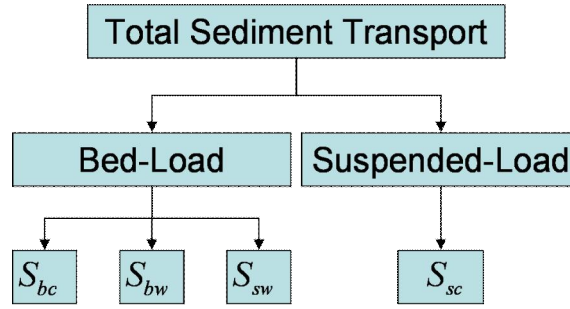 Total Sediment Transport
Bed-Load Suspended-Load
S_bc S_bw S_sw S_sc